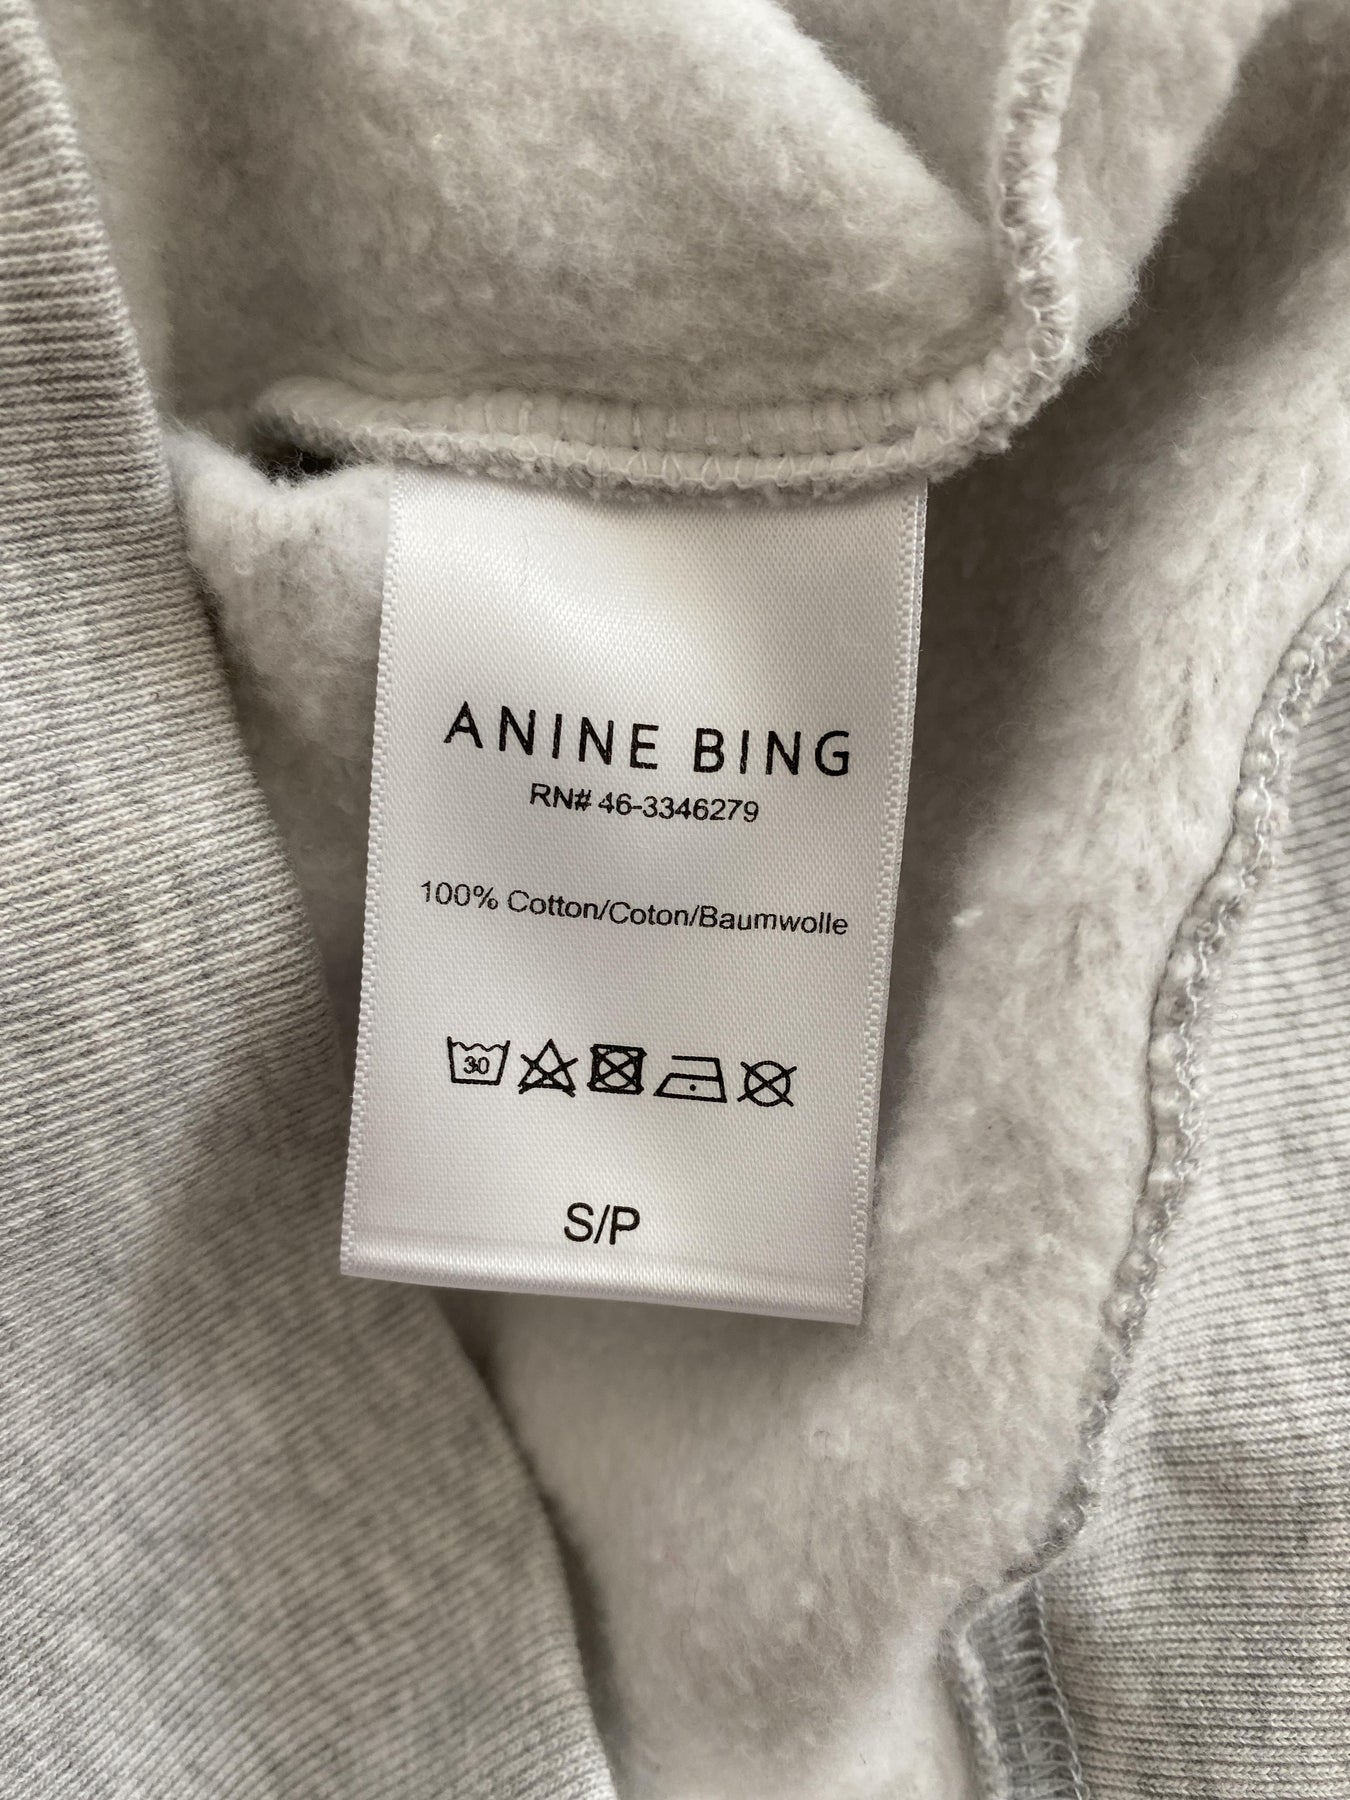 ANINE BING
RN# 46-3346279
100% Cotton/Coton/Baumwolle
30
S/P